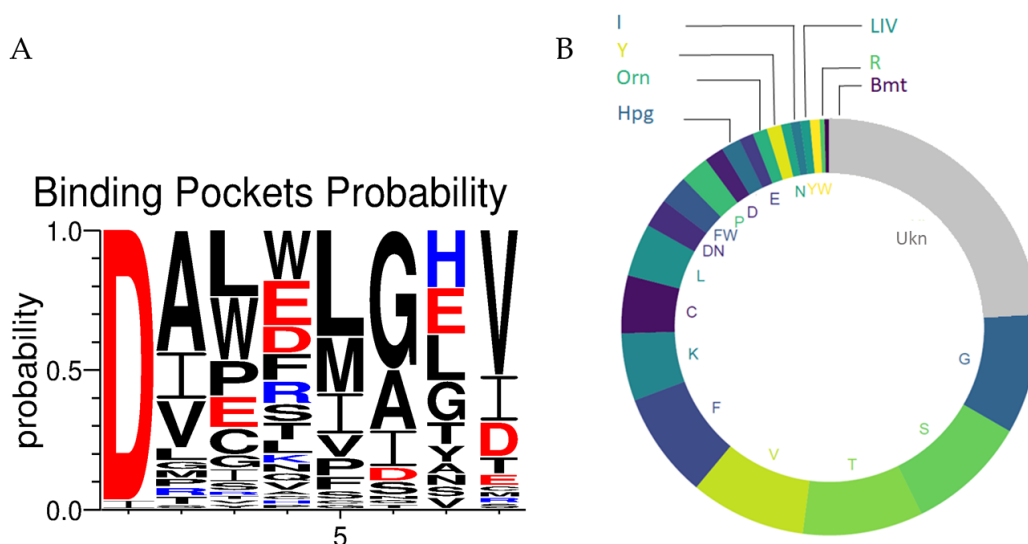 A
Binding Pockets Probability
probability
1.0
0.5
0.0
5
D
A
I
V
L
W
P
E
C
G
W
E
D
F
R
S
T
L
K
L
M
I
V
P
F
G
A
I
D
S
H
E
L
G
T
Y
A
N
S
V
V
I
D
T
E
B
I
Y
Orn
Hpg
LIV
R
Bmt
Ukn
G
S
T
V
F
K
C
L
DN
FW
P
D
E
N
YW